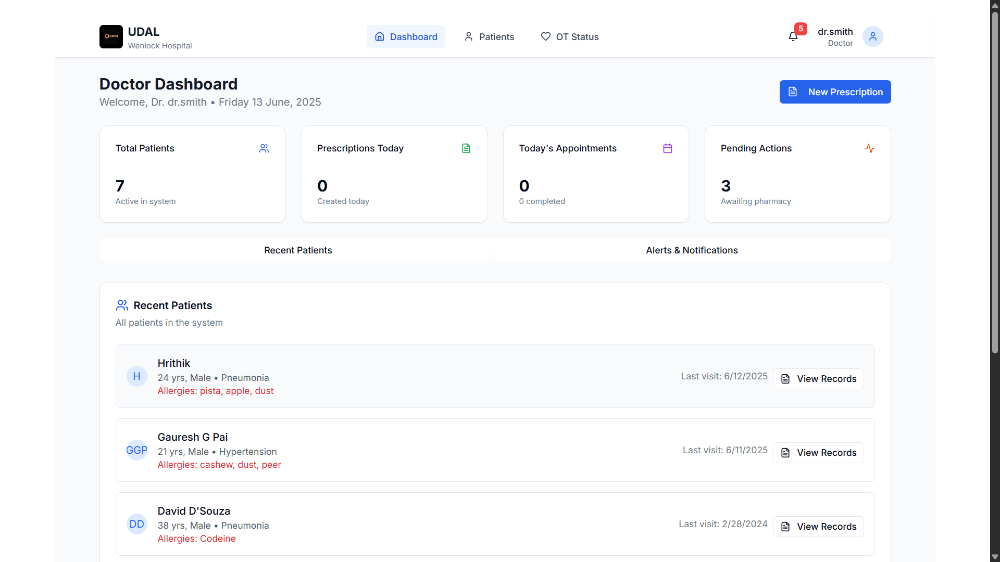 CRPM
UDAL
Wenlock Hospital
Dashboard
Patients
OT Status
5
dr.smith
Doctor
Doctor Dashboard
Welcome, Dr. dr.smith • Friday 13 June, 2025
New Prescription
Total Patients
7
Active in system
Prescriptions Today
0
Created today
Today's Appointments
0
0 completed
Pending Actions
3
Awaiting pharmacy
Recent Patients
Alerts & Notifications
Recent Patients
All patients in the system
H
Hrithik
24 yrs, Male • Pneumonia
Allergies: pista, apple, dust
Last visit: 6/12/2025
View Records
GGP
Gauresh G Pai
21 yrs, Male • Hypertension
Allergies: cashew, dust, peer
Last visit: 6/11/2025
View Records
DD
David D'Souza
38 yrs, Male • Pneumonia
Allergies: Codeine
Last visit: 2/28/2024
View Records